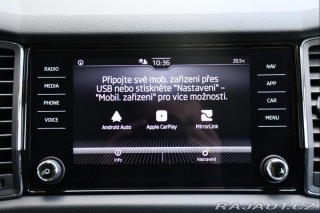 10:36
20.5°C
RADIO
MEDIA
PHONE
VOICE
Připojte své mob. zařízení přes
USB nebo stiskněte "Nastavení" –
"Mobil. zařízení" pro více možností.
Android Auto
Apple CarPlay
MirrorLink
Info
Nastavení
NAV
APP
CAR
MENU
RAJAUT.CZ